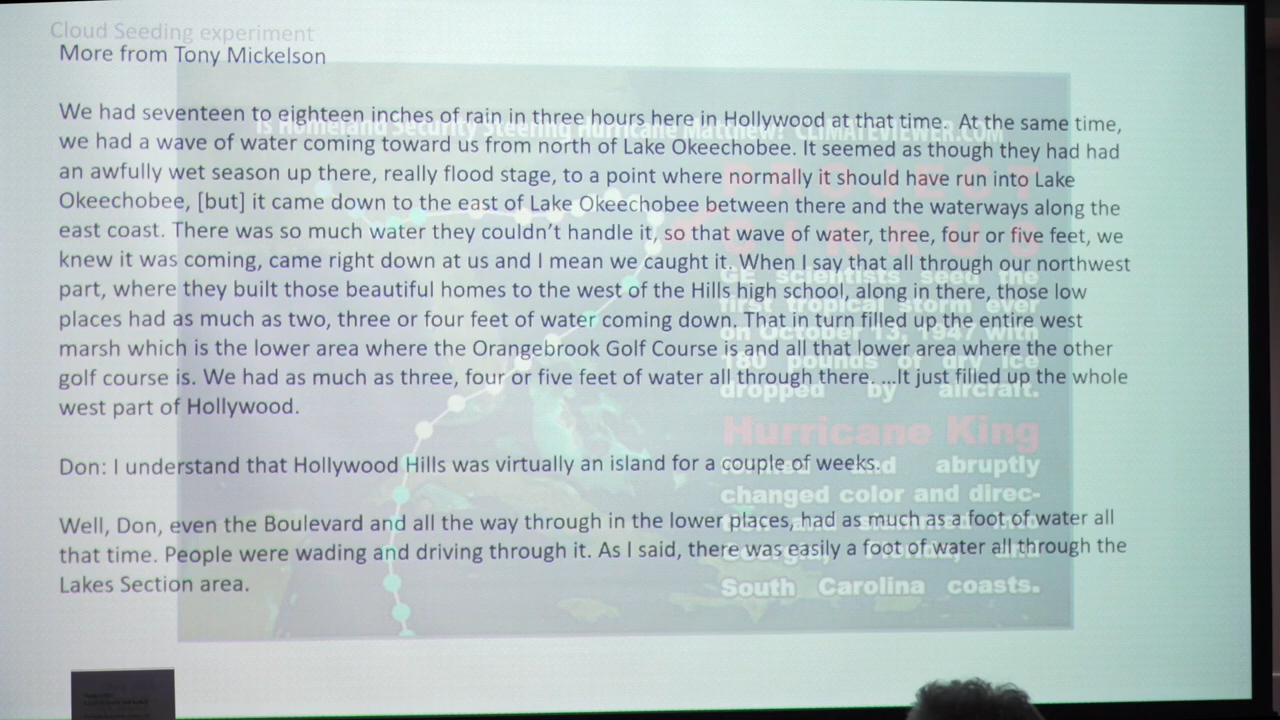 Cloud Seeding experiment
More from Tony Mickelson
We had seventeen to eighteen inches of rain in three hours here in Hollywood at that time. At the same time,
we had a wave of water coming toward us from north of Lake Okeechobee. It seemed as though they had had
an awfully wet season up there, really flood stage, to a point where normally it should have run into Lake
Okeechobee, [but] it came down to the east of Lake Okeechobee between there and the waterways along the
east coast. There was so much water they couldn't handle it, so that wave of water, three, four or five feet, we
knew it was coming, came right down at us and I mean we caught it. When I say that all through our northwest
part, where they built those beautiful homes to the west of the Hills high school, along in there, those low
places had as much as two, three or four feet of water coming down. That in turn filled up the entire west
marsh which is the lower area where the Orangebrook Golf Course is and all that lower area where the other
golf course is. We had as much as three, four or five feet of water all through there. ...It just filled up the whole
west part of Hollywood.
Don: I understand that Hollywood Hills was virtually an island for a couple of weeks.
Well, Don, even the Boulevard and all the way through in the lower places, had as much as a foot of water all
that time. People were wading and driving through it. As I said, there was easily a foot of water all through the
Lakes Section area.
Is Homeland Security Steering Hurricane Matthew? CLIMATEVIEWER.COM
PROJECT
CIRRUS
GE scientists seed the
first tropical storm ever
on October 13, 1947 with
180 pounds of dry ice
dropped by aircraft.
Hurricane King
abruptly
changed color and direc-
South Carolina coasts.